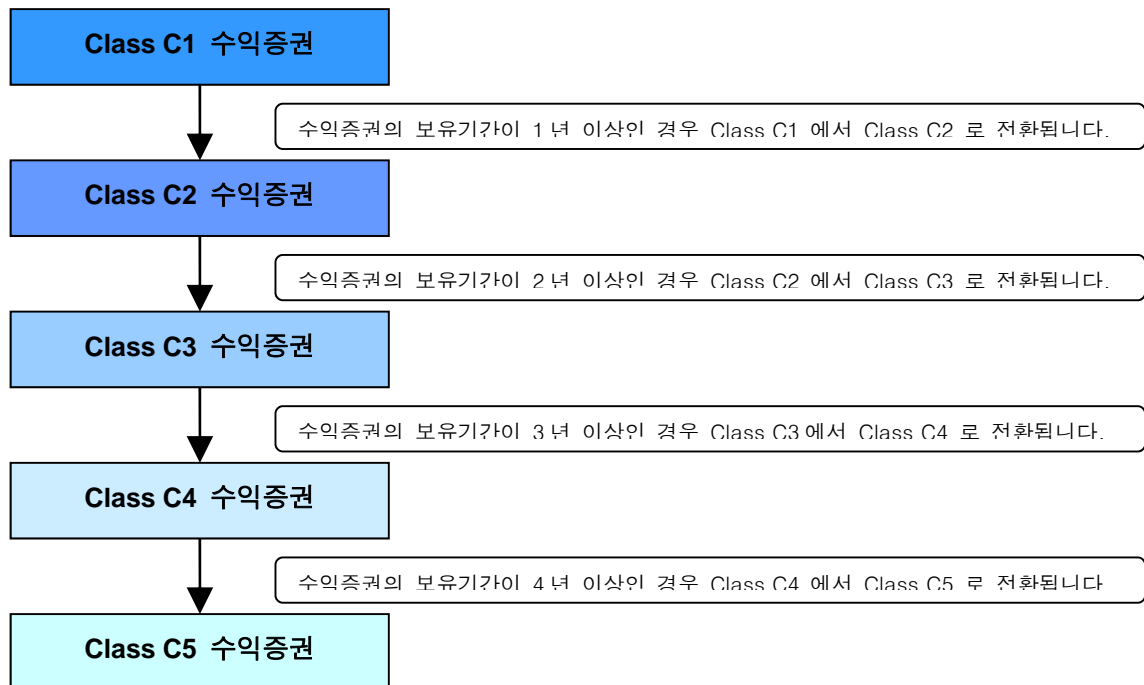 Class C1 수익증권
수익증권의 보유기간이 1년 이상인 경우 Class C1 에서 Class C2 로 전환됩니다.
Class C2 수익증권
수익증권의 보유기간이 2년 이상인 경우 Class C2 에서 Class C3 로 전환됩니다.
Class C3 수익증권
수익증권의 보유기간이 3년 이상인 경우 Class C3에서 Class C4 로 전환됩니다.
Class C4 수익증권
수익증권의 보유기간이 4년 이상인 경우 Class C4 에서 Class C5 로 전환됩니다
Class C5 수익증권